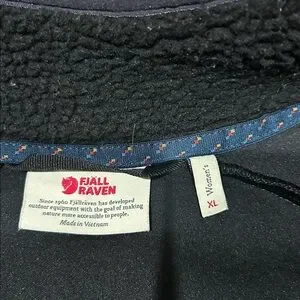 FJÄLL
RÄVEN
Since 1960 Fjällräven has developed
outdoor equipment with the goal of making
nature more accessible to people.
Made in Vietnam
Women's
XL